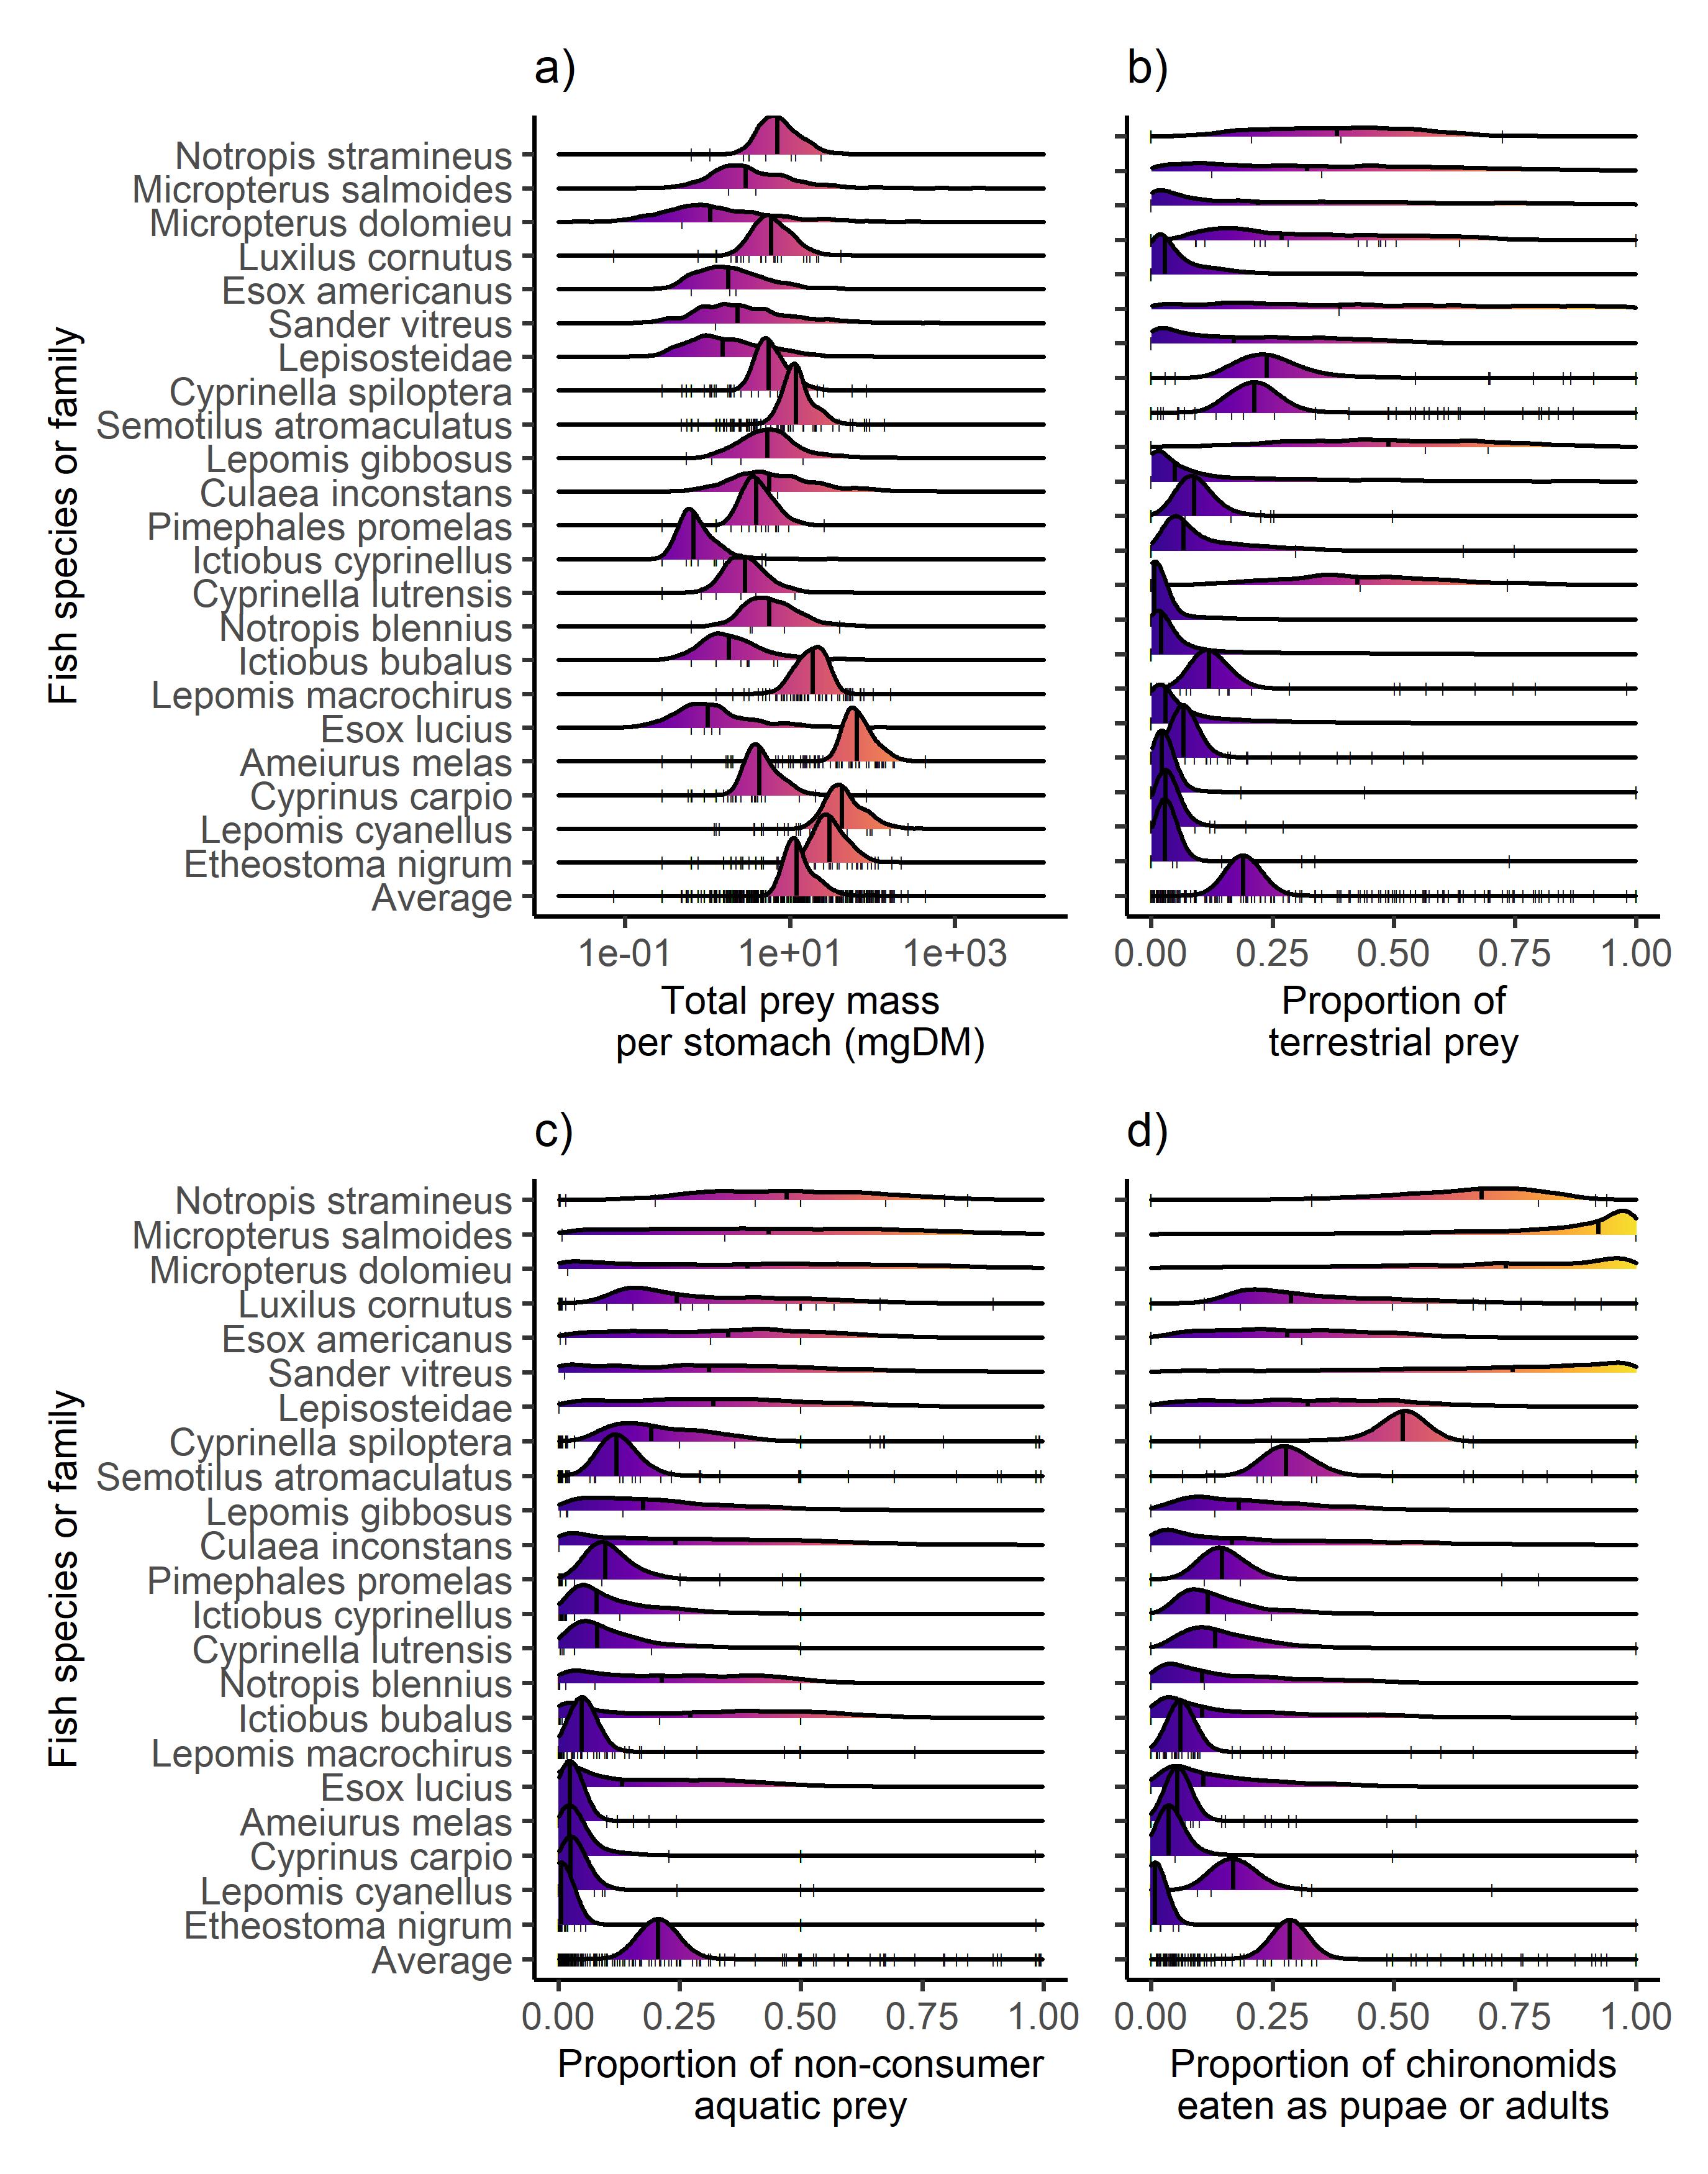 a)
b)
Fish species or family
Notropis stramineus
Micropterus salmoides
Micropterus dolomieu
Luxilus cornutus
Esox americanus
Sander vitreus
Lepisosteidae
Cyprinella spiloptera
Semotilus atromaculatus
Lepomis gibbosus
Culaea inconstans
Pimephales promelas
Ictiobus cyprinellus
Cyprinella lutrensis
Notropis blennius
Ictiobus bubalus
Lepomis macrochirus
Esox lucius
Ameiurus melas
Cyprinus carpio
Lepomis cyanellus
Etheostoma nigrum
Average
1e-01 1e+01 1e+03
Total prey mass
per stomach (mgDM)
0.00 0.25 0.50 0.75 1.00
Proportion of
terrestrial prey
c)
d)
Fish species or family
Notropis stramineus
Micropterus salmoides
Micropterus dolomieu
Luxilus cornutus
Esox americanus
Sander vitreus
Lepisosteidae
Cyprinella spiloptera
Semotilus atromaculatus
Lepomis gibbosus
Culaea inconstans
Pimephales promelas
Ictiobus cyprinellus
Cyprinella lutrensis
Notropis blennius
Ictiobus bubalus
Lepomis macrochirus
Esox lucius
Ameiurus melas
Cyprinus carpio
Lepomis cyanellus
Etheostoma nigrum
Average
0.00 0.25 0.50 0.75 1.00
Proportion of non-consumer
aquatic prey
0.00 0.25 0.50 0.75 1.00
Proportion of chironomids
eaten as pupae or adults